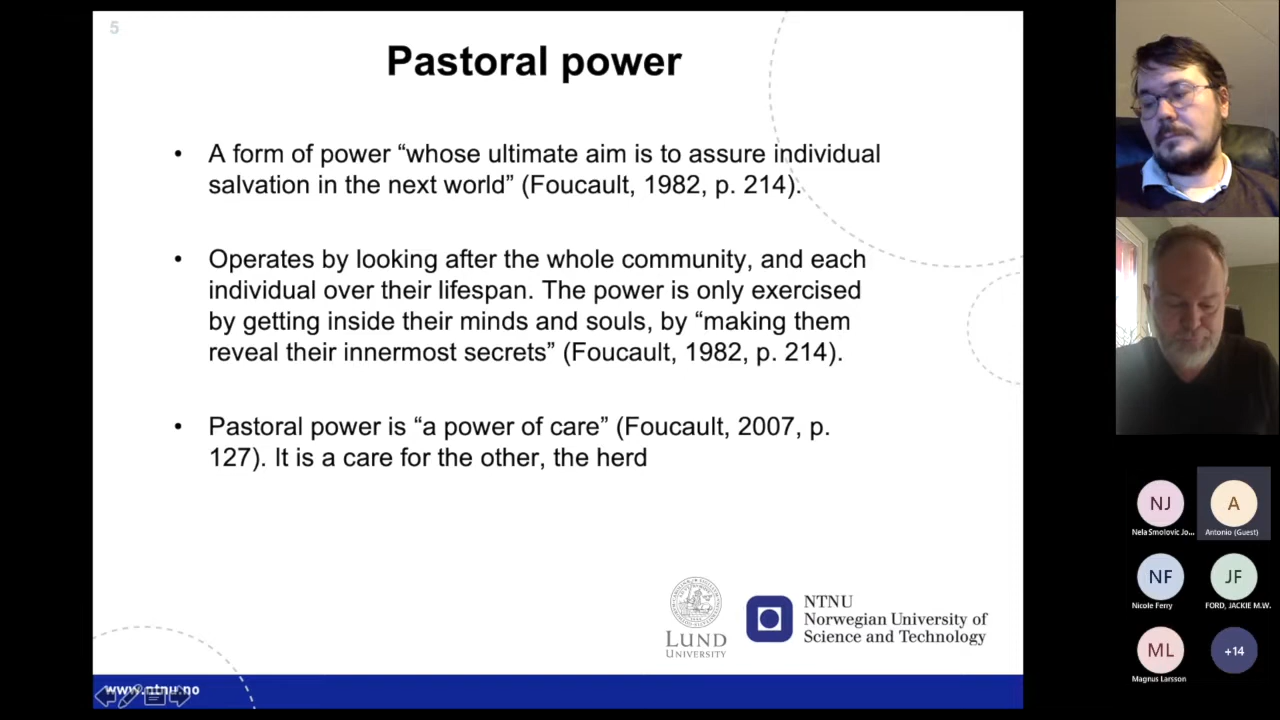 5
Pastoral power
• A form of power “whose ultimate aim is to assure individual
salvation in the next world” (Foucault, 1982, p. 214).
• Operates by looking after the whole community, and each
individual over their lifespan. The power is only exercised
by getting inside their minds and souls, by “making them
reveal their innermost secrets” (Foucault, 1982, p. 214).
• Pastoral power is “a power of care” (Foucault, 2007, p.
127). It is a care for the other, the herd
LUND
UNIVERSITY
NTNU
Norwegian University of
Science and Technology
www.ntnu.no
NJ
Nela Smolovic Jo...
A
Antonio (Guest)
NF
Nicole Ferry
JF
FORD, JACKIE M.W.
ML
Magnus Larsson
+14